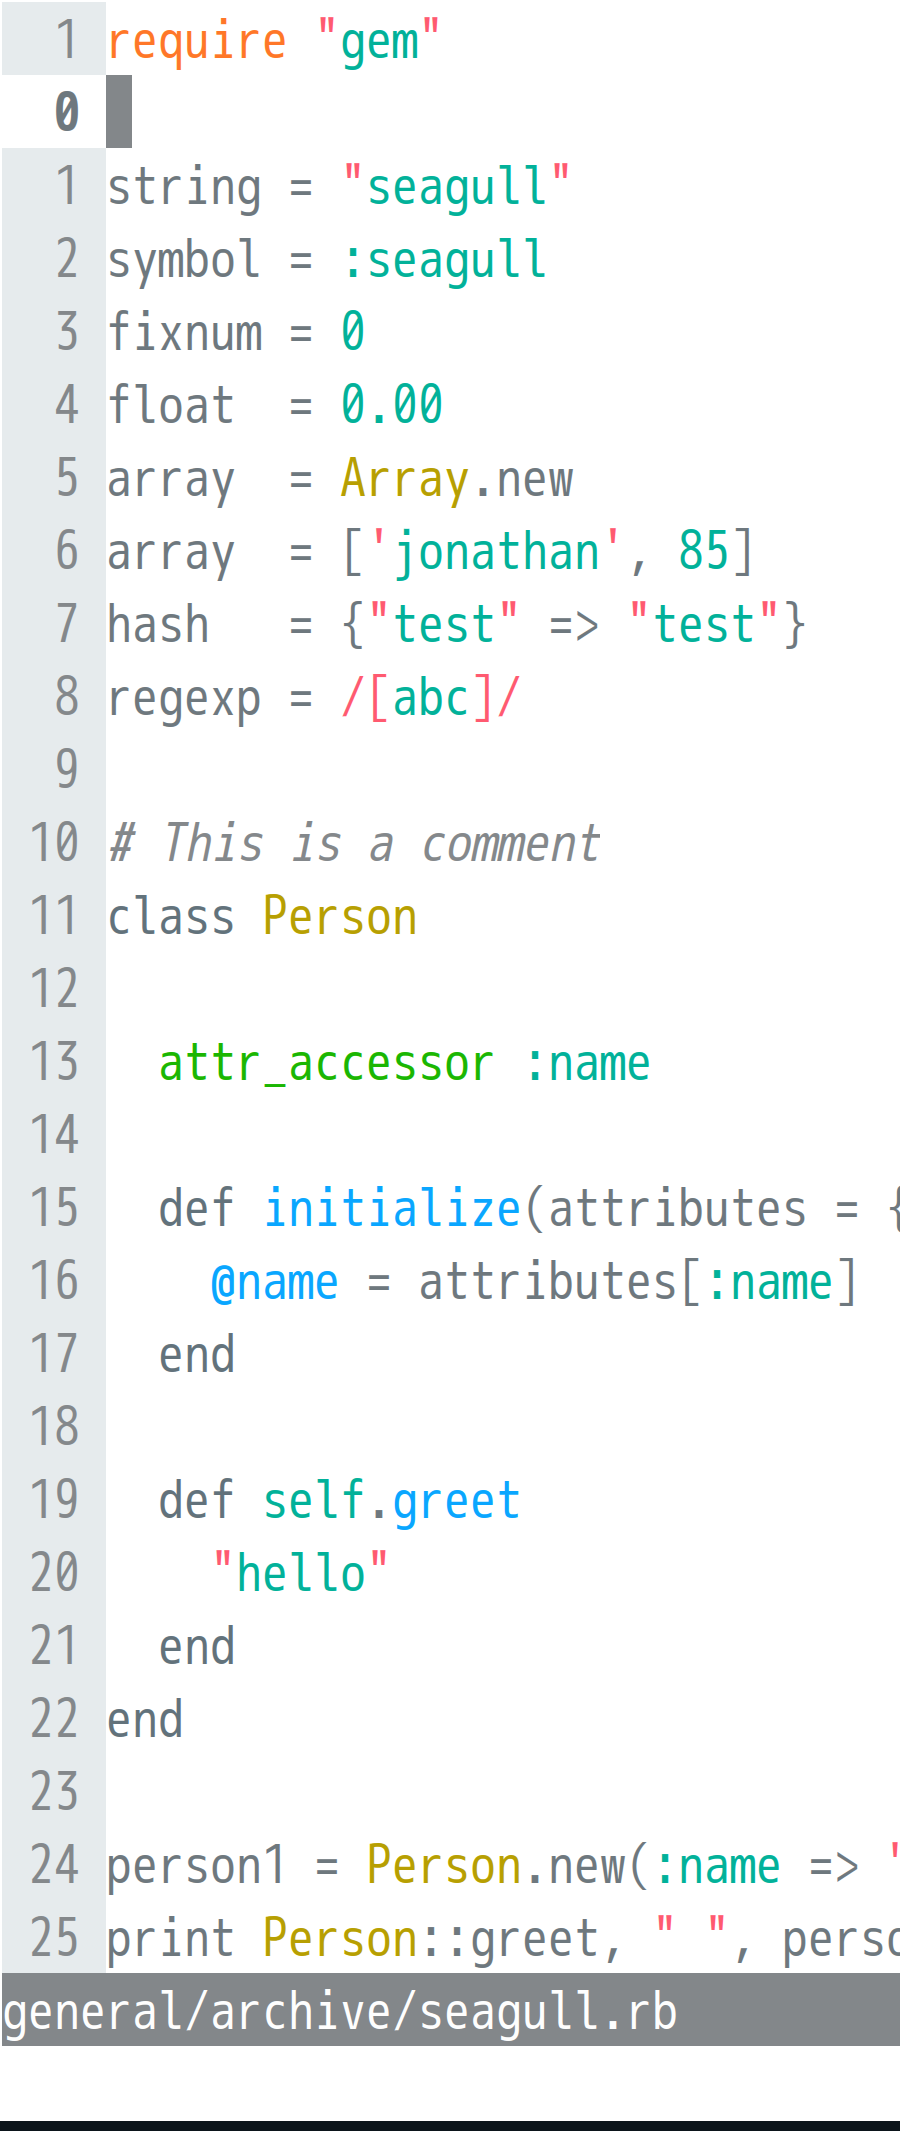 1 require "gem"
0
1 string = "seagull"
2 symbol = :seagull
3 fixnum = 0
4 float  = 0.00
5 array  = Array.new
6 array  = ['jonathan', 85]
7 hash   = {"test" => "test"}
8 regexp = /[abc]/
9
10 # This is a comment
11 class Person
12
13   attr_accessor :name
14
15   def initialize(attributes = {
16     @name = attributes[:name]
17   end
18
19   def self.greet
20     "hello"
21   end
22 end
23
24 person1 = Person.new(:name => "
25 print Person::greet, " ", perso
general/archive/seagull.rb